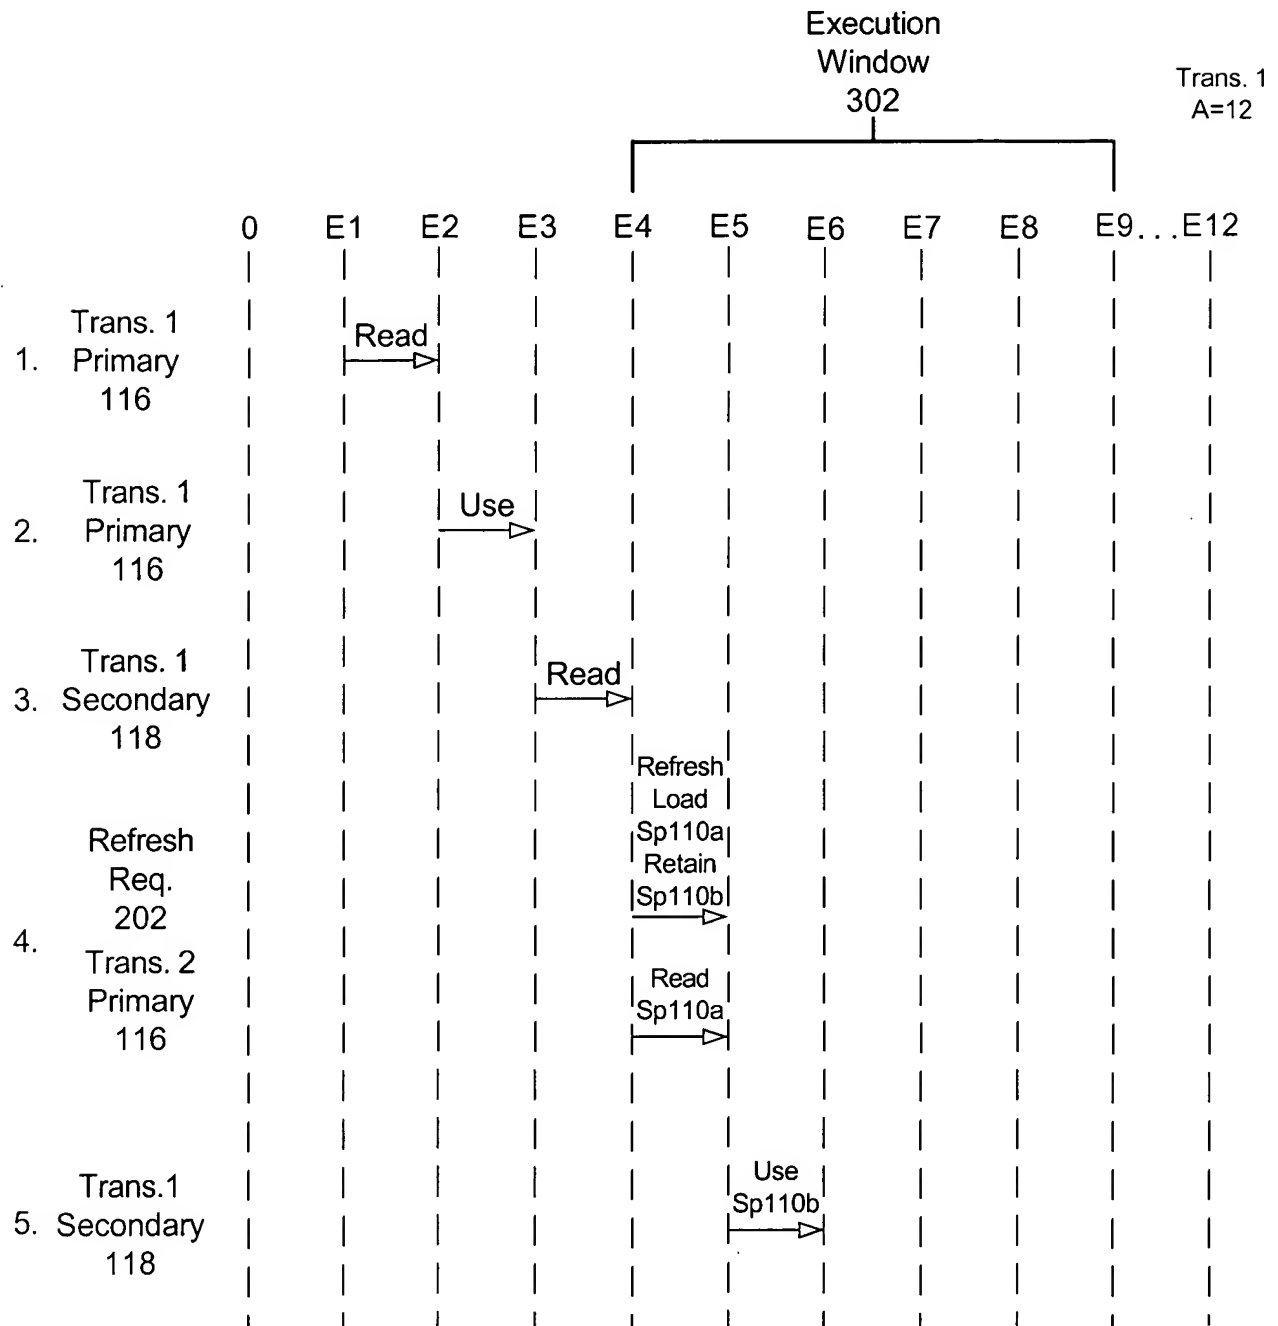 Execution
Window
302
Trans. 1
A=12
0 E1 E2 E3 E4 E5 E6 E7 E8 E9...E12
Trans. 1
1. Primary
116
Read
Trans. 1
2. Primary
116
Use
Trans. 1
3. Secondary
118
Read
4.
Refresh
Req.
202
Refresh
Load
Sp110a
Retain
Sp110b
Trans. 2
Primary
116
Read
Sp110a
Trans.1
5. Secondary
118
Use
Sp110b